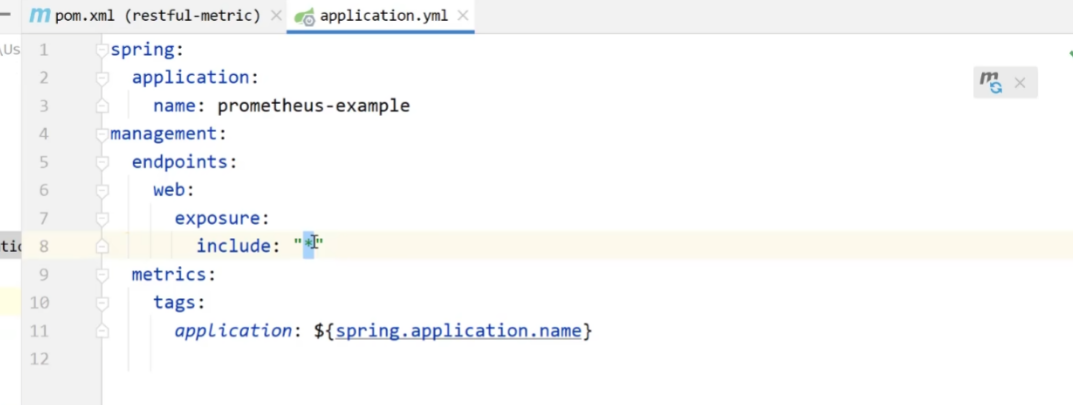 pom.xml (restful-metric) application.yml
\Us
1 spring:
2 application:
3 name: prometheus-example
4 management:
5 endpoints:
6 web:
7 exposure:
8 include: "*"
9 metrics:
10 tags:
11 application: ${spring.application.name}
12